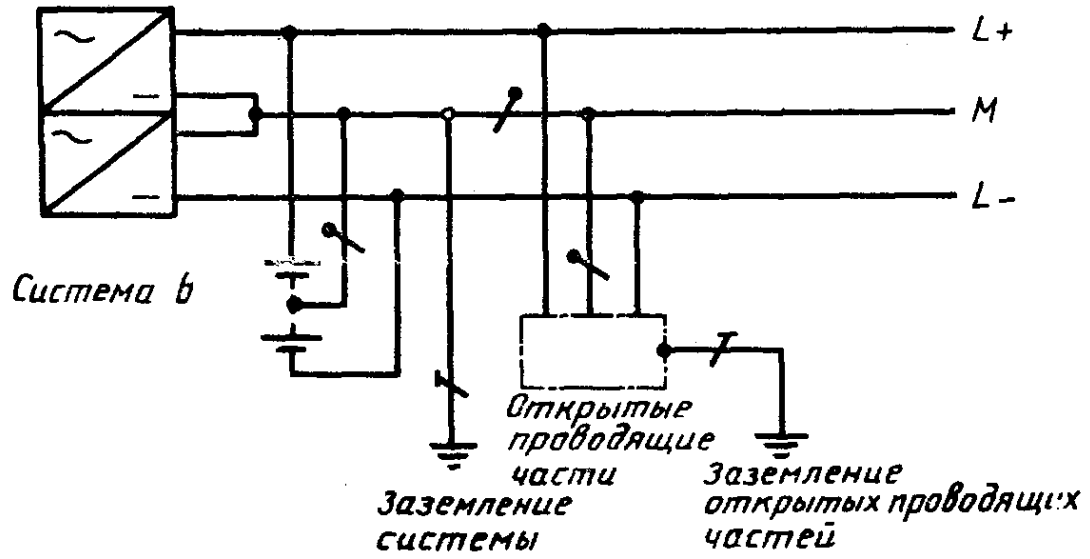 L+
M
L-
Система b
Открытые
проводящие
части
Заземление
системы
Заземление
открытых проводящих
частей